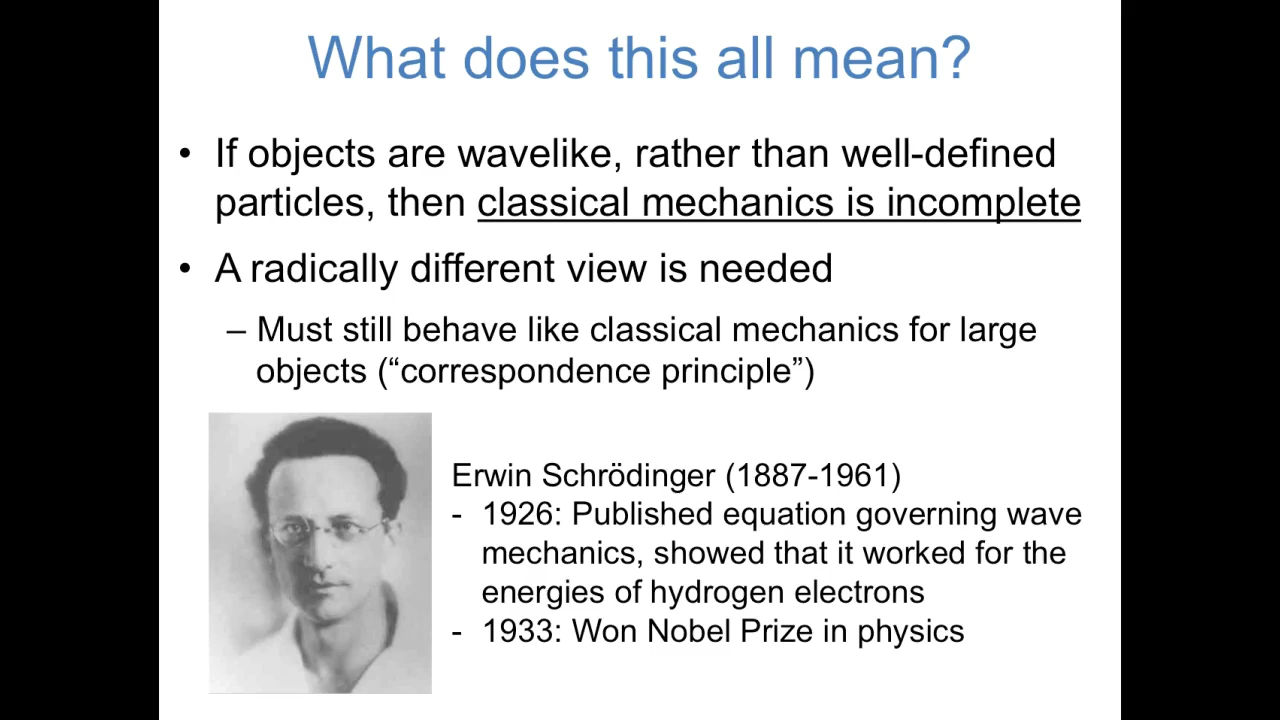 What does this all mean?
• If objects are wavelike, rather than well-defined
particles, then classical mechanics is incomplete
• A radically different view is needed
– Must still behave like classical mechanics for large
objects (“correspondence principle”)
Erwin Schrödinger (1887-1961)
- 1926: Published equation governing wave
mechanics, showed that it worked for the
energies of hydrogen electrons
- 1933: Won Nobel Prize in physics